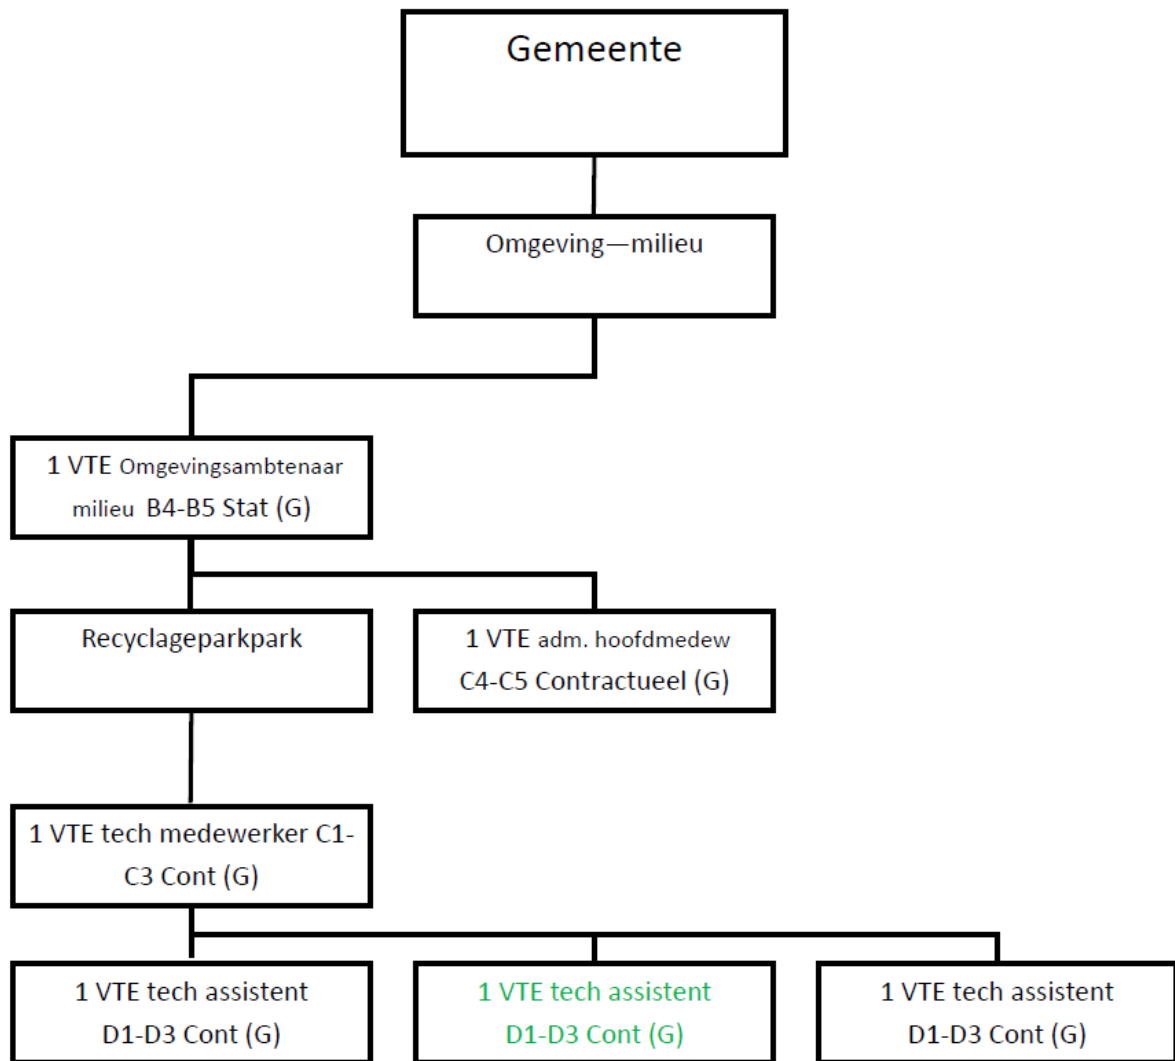 Gemeente
Omgeving—milieu
1 VTE Omgevingsambtenaar
milieu B4-B5 Stat (G)
Recyclageparkpark
1 VTE adm. hoofdmedew
C4-C5 Contractueel (G)
1 VTE tech medewerker C1-
C3 Cont (G)
1 VTE tech assistent
D1-D3 Cont (G)
1 VTE tech assistent
D1-D3 Cont (G)
1 VTE tech assistent
D1-D3 Cont (G)